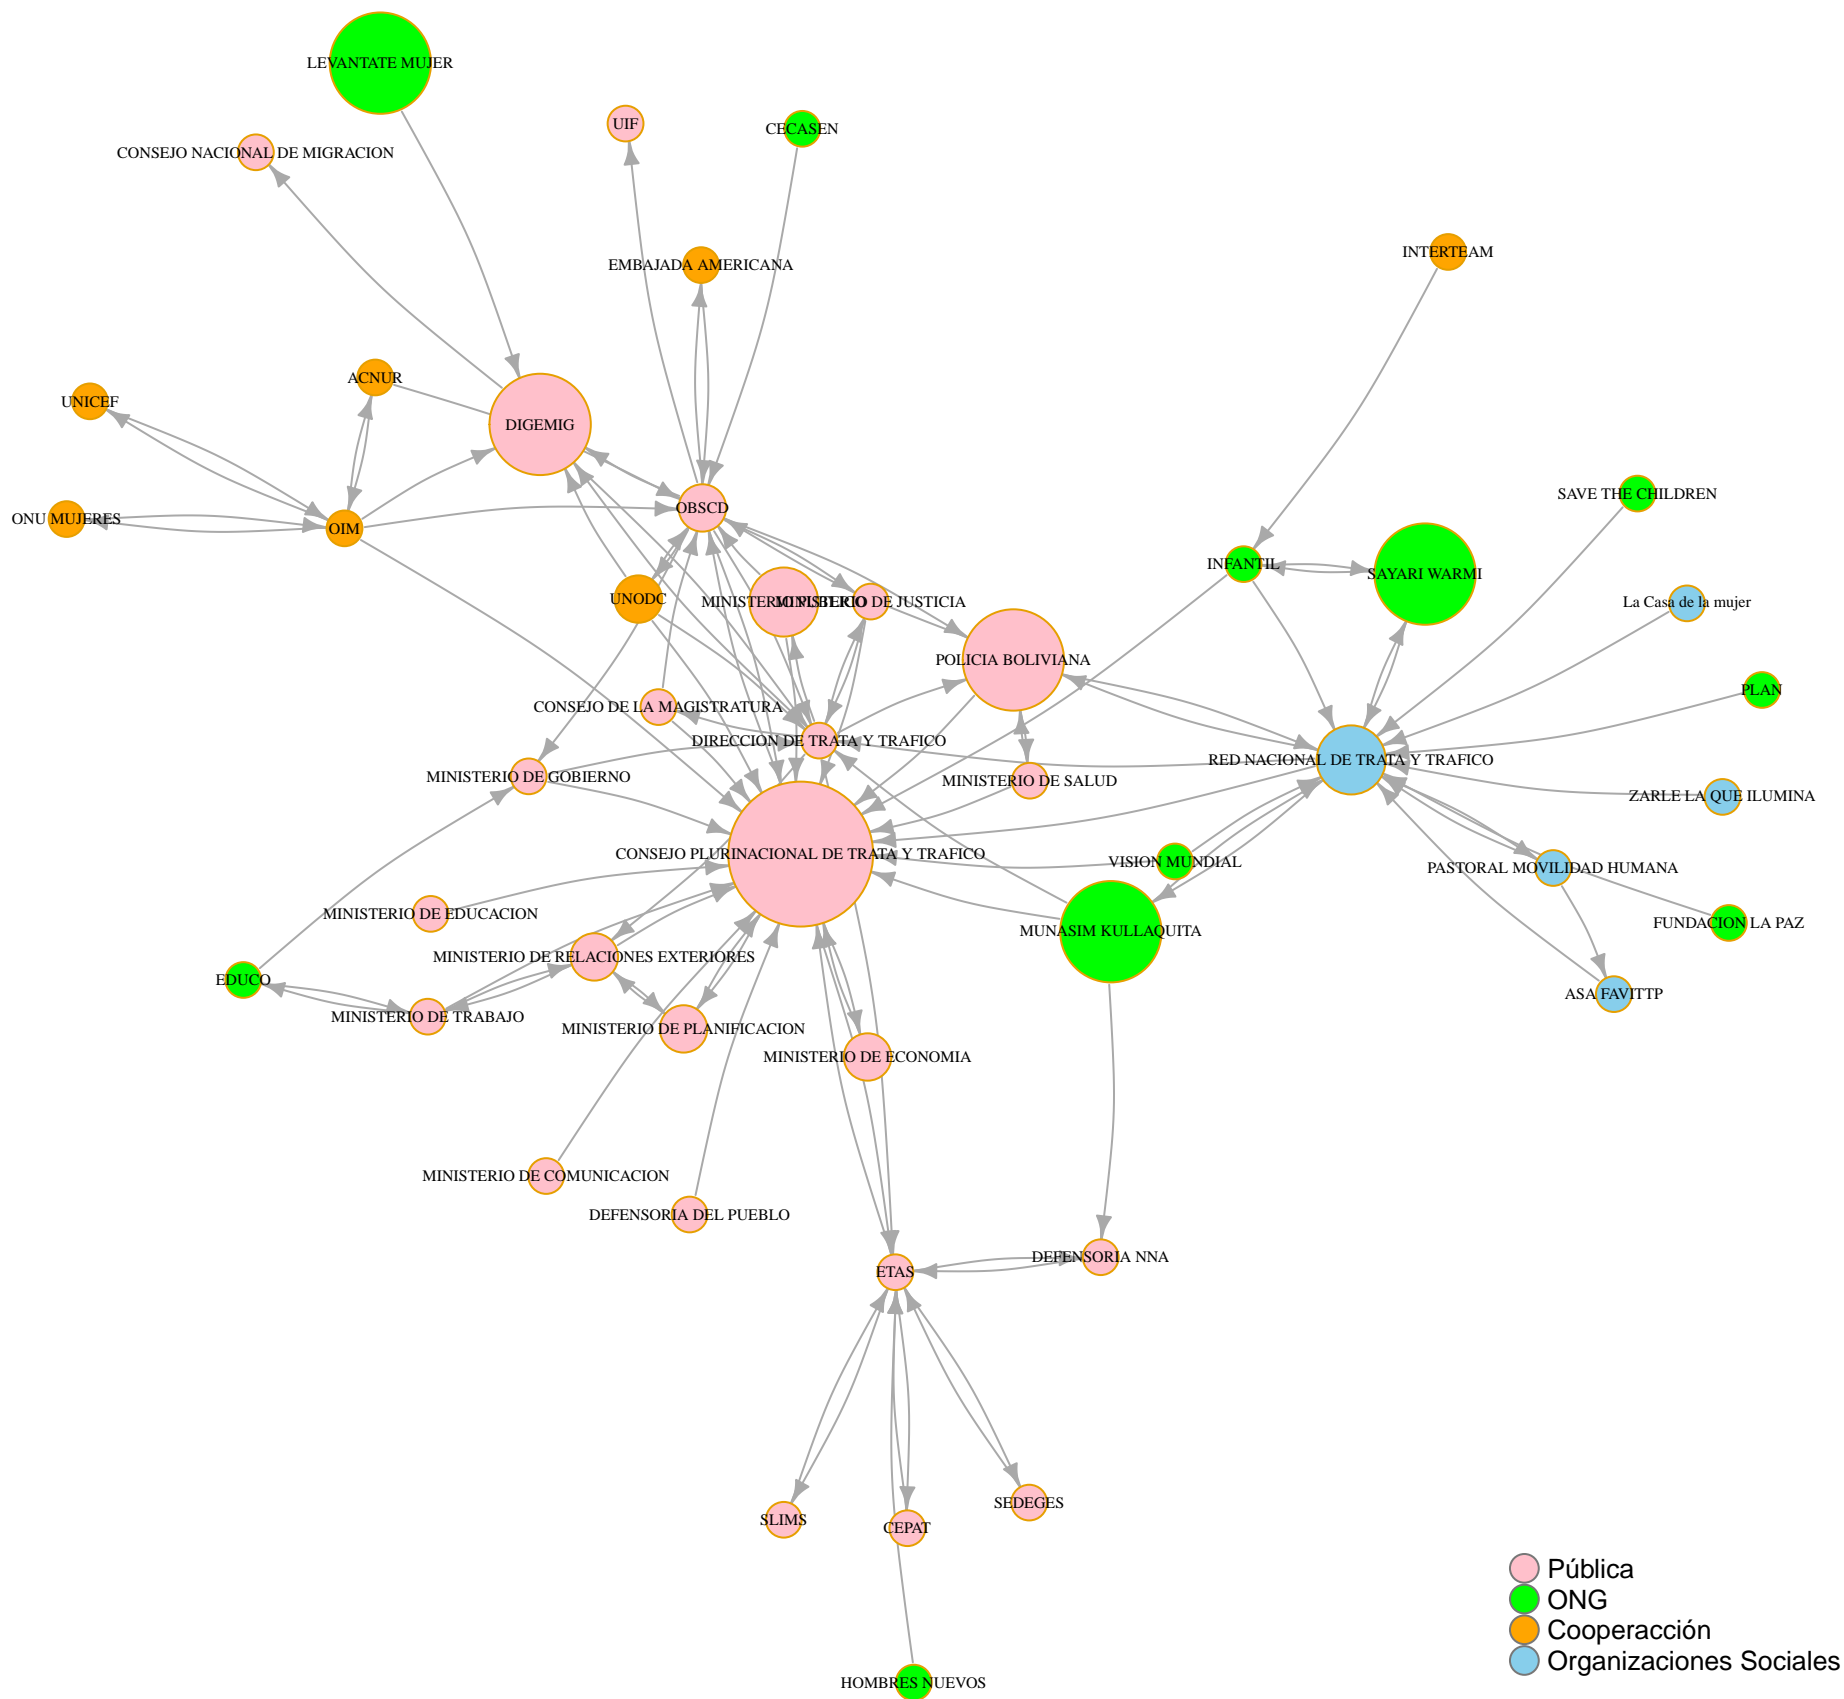 LEVANTATE MUJER
UIF
CECASEN
CONSEJO NACIONAL DE MIGRACION
INTERTEAM
EMBAJADA AMERICANA
ACNUR
UNICEF
DIGEMIG
SAVE THE CHILDREN
OBSCD
ONU MUJERES
OIM
INFANTIL
SAYARI WARMI
UNODC
MINISTERIO PUBLICO
MINISTERIO DE JUSTICIA
La Casa de la mujer
POLICIA BOLIVIANA
PLAN
CONSEJO DE LA MAGISTRATURA
DIRECCION DE TRATA Y TRAFICO
RED NACIONAL DE TRATA Y TRAFICO
MINISTERIO DE GOBIERNO
MINISTERIO DE SALUD
ZARLE LA QUE ILUMINA
CONSEJO PLURINACIONAL DE TRATA Y TRAFICO
VISION MUNDIAL
PASTORAL MOVILIDAD HUMANA
MINISTERIO DE EDUCACION
MUNASIM KULLAQUITA
FUNDACION LA PAZ
MINISTERIO DE RELACIONES EXTERIORES
EDUCO
ASA FAVITTP
MINISTERIO DE TRABAJO
MINISTERIO DE PLANIFICACION
MINISTERIO DE ECONOMIA
MINISTERIO DE COMUNICACION
DEFENSORIA DEL PUEBLO
DEFENSORIA NNA
ETAS
SEDEGES
SLIMS
CEPAT
HOMBRES NUEVOS
Pública
ONG
Cooperacción
Organizaciones Sociales